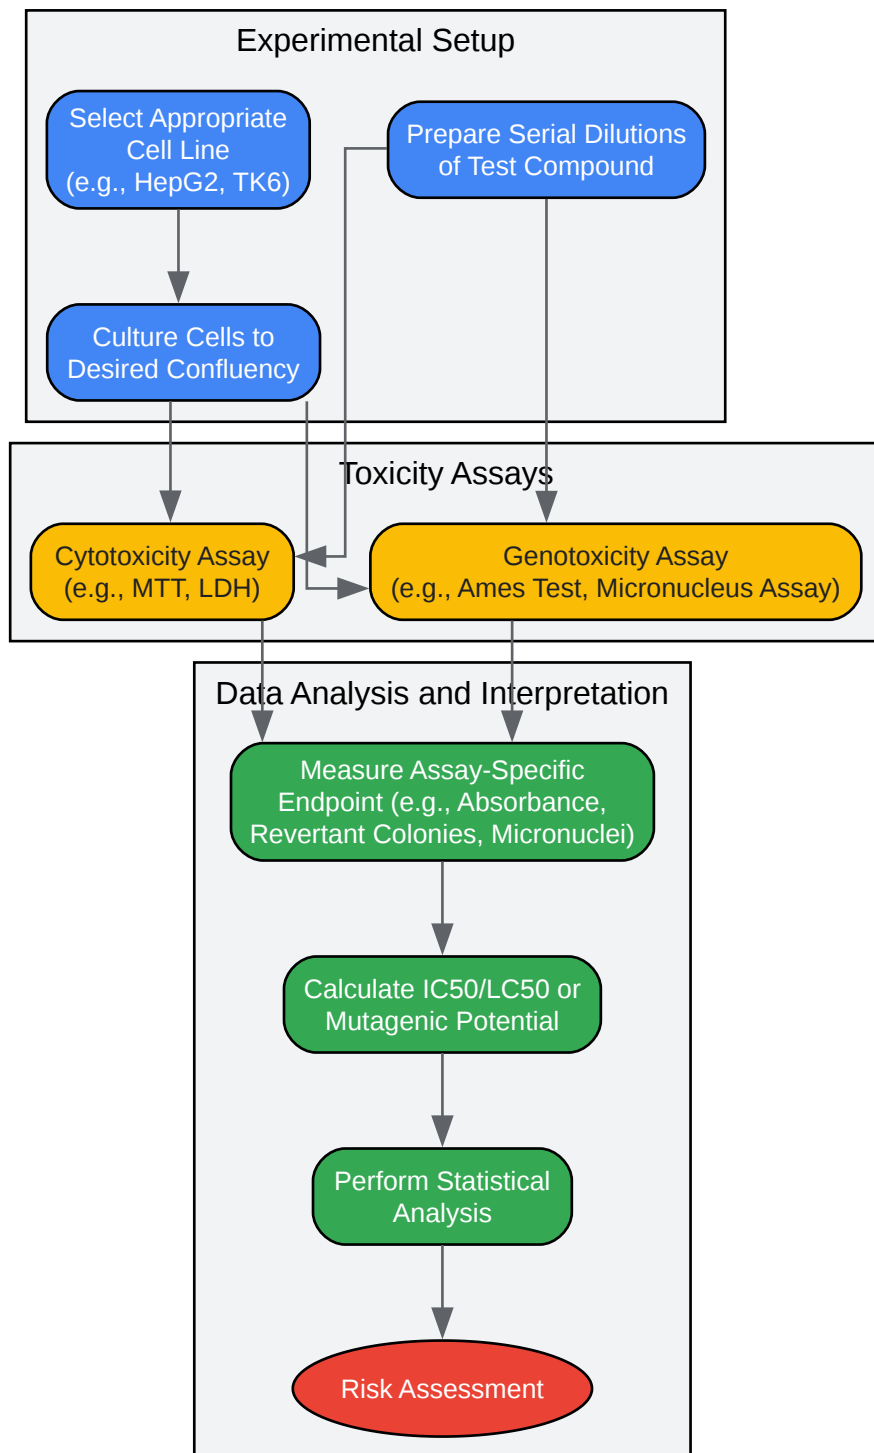 Experimental Setup
Select Appropriate
Cell Line
(e.g., HepG2, TK6)
Prepare Serial Dilutions
of Test Compound
Culture Cells to
Desired Confluency
Toxicity Assays
Cytotoxicity Assay
(e.g., MTT, LDH)
Genotoxicity Assay
(e.g., Ames Test, Micronucleus Assay)
Data Analysis and Interpretation
Measure Assay-Specific
Endpoint (e.g., Absorbance,
Revertant Colonies, Micronuclei)
Calculate IC50/LC50 or
Mutagenic Potential
Perform Statistical
Analysis
Risk Assessment